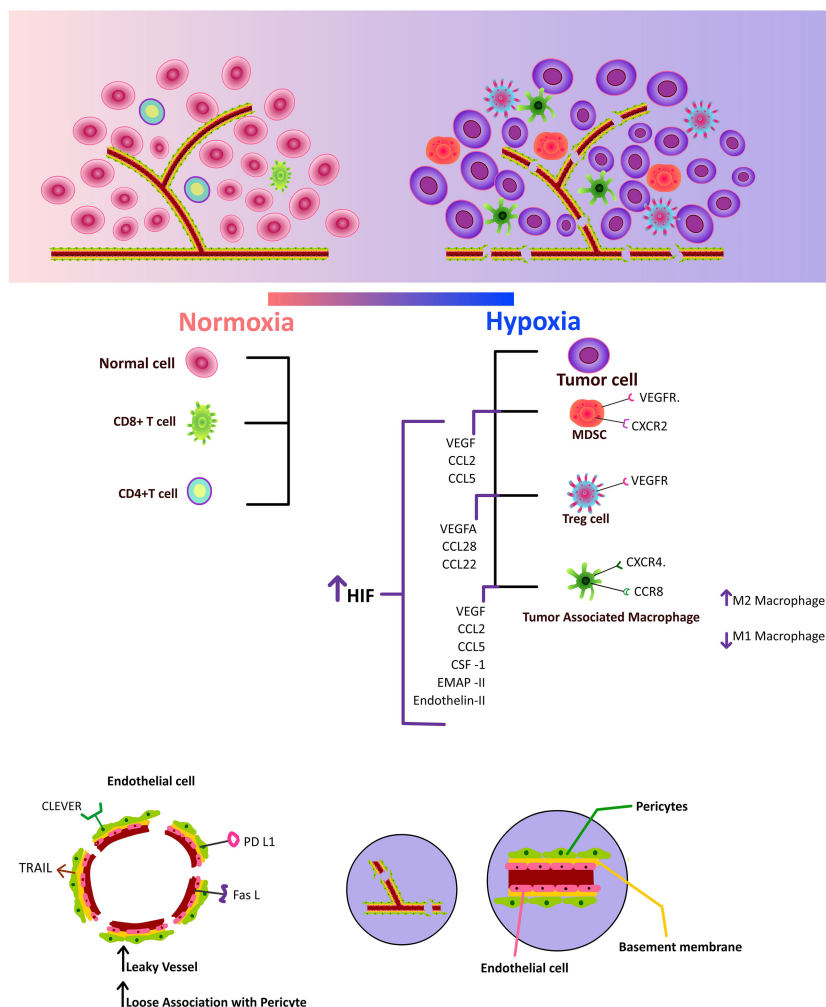 Normoxia
Hypoxia
Normal cell
CD8+ T cell
CD4+T cell
Tumor cell
VEGFR.
CXCR2
MDSC
VEGF
CCL2
CCL5
VEGFR
Treg cell
VEGFA
CCL28
CCL22
HIF
CXCR4.
CCR8
Tumor Associated Macrophage
M2 Macrophage
M1 Macrophage
VEGF
CCL2
CCL5
CSF -1
EMAP -II
Endothelin-II
Endothelial cell
CLEVER
PD L1
TRAIL
Fas L
Leaky Vessel
Loose Association with Pericyte
Pericytes
Basement membrane
Endothelial cell